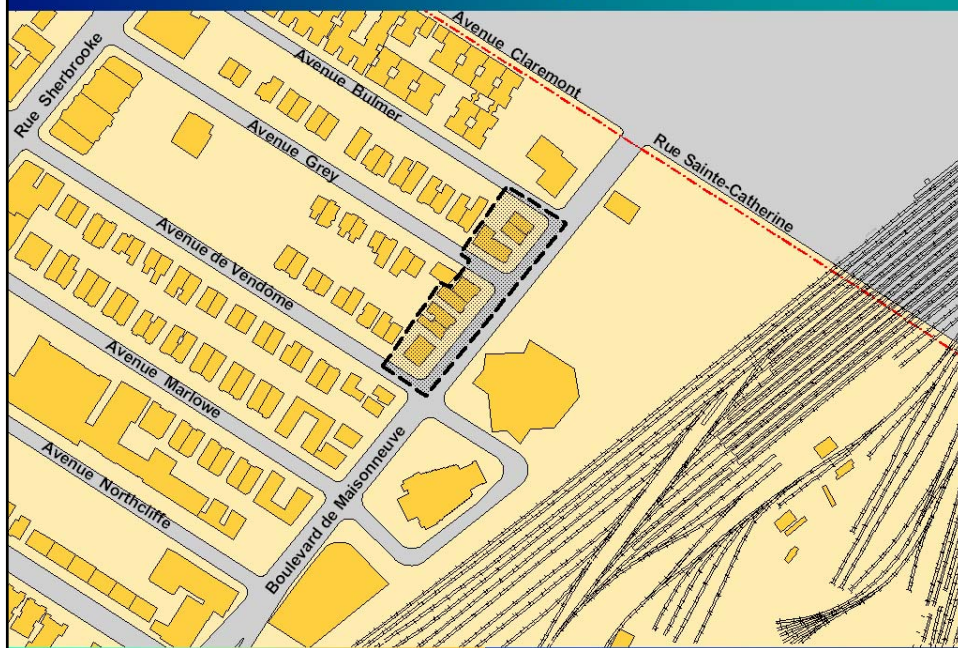 Avenue Claremont
Rue Sherbrooke
Avenue Bulmer
Rue Sainte-Catherine
Avenue Grey
Avenue de Vendôme
Avenue Marlowe
Boulevard de Maisonneuve
Avenue Northcliffe